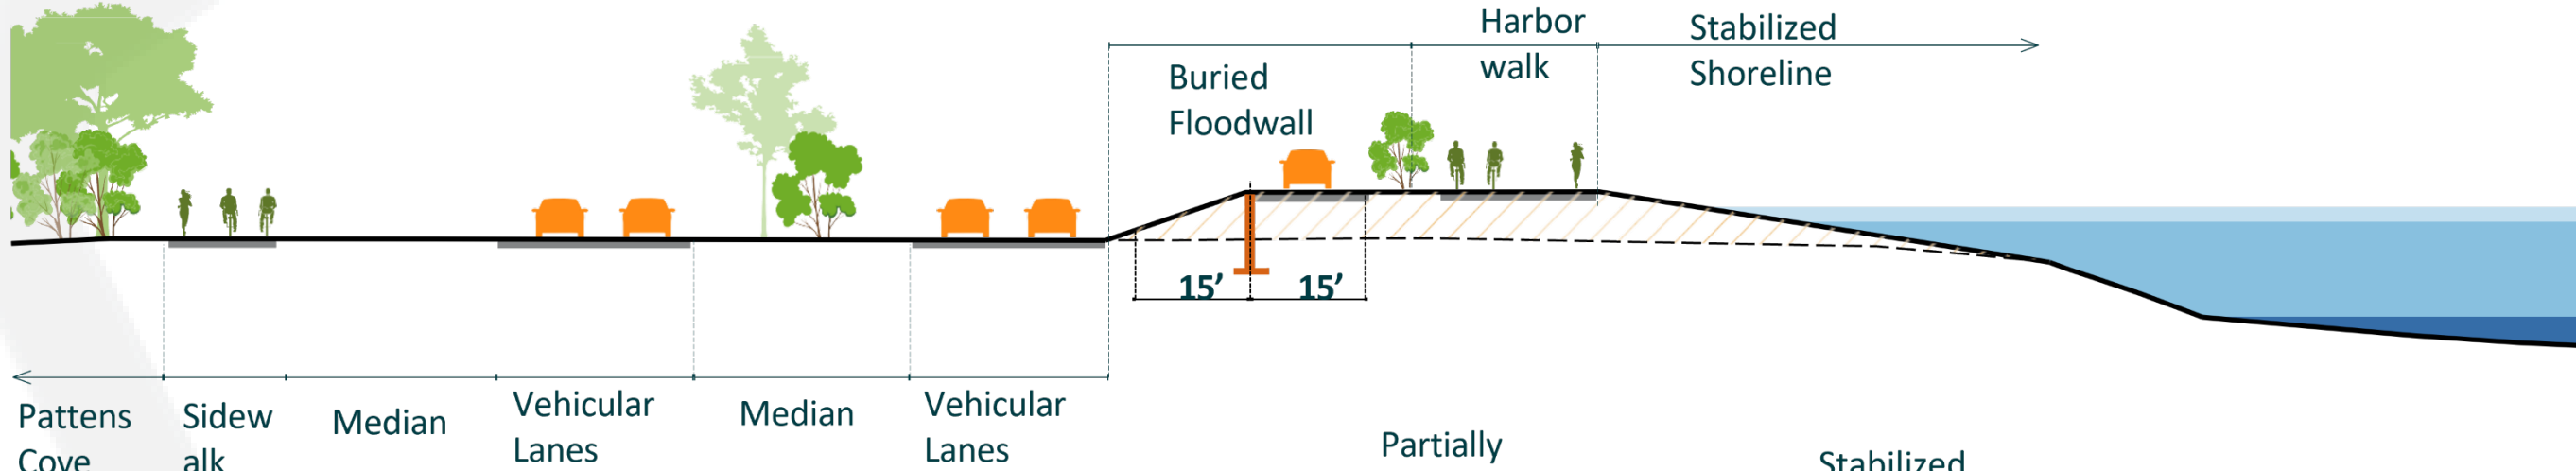 Harbor
walk
Stabilized
Shoreline
Buried
Floodwall
15’
15’
Pattens
Cove
Sidew
alk
Median
Vehicular
Lanes
Median
Vehicular
Lanes
Partially
Stabilized